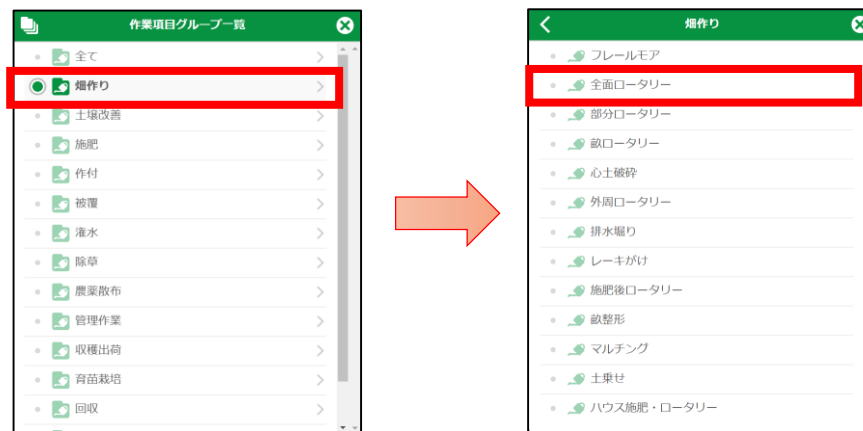 作業項目グループ一覧
全て
畑作り
土壌改善
施肥
作付
被覆
潅水
除草
農薬散布
管理作業
収穫出荷
育苗栽培
回収
畑作り
フレールモア
全面ロータリー
部分ロータリー
畝ロータリー
心土破砕
外周ロータリー
排水堀り
レーキがけ
施肥後ロータリー
畝整形
マルチング
土乗せ
ハウス施肥・ロータリー